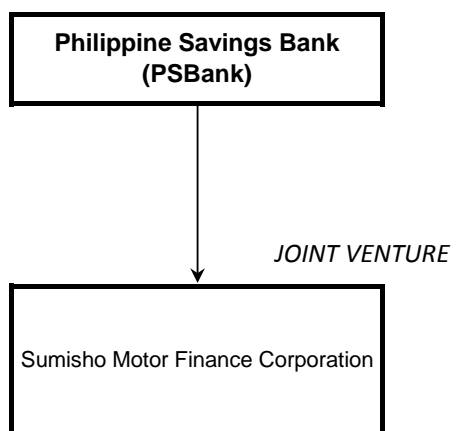 Philippine Savings Bank
(PSBank)
JOINT VENTURE
Sumisho Motor Finance Corporation